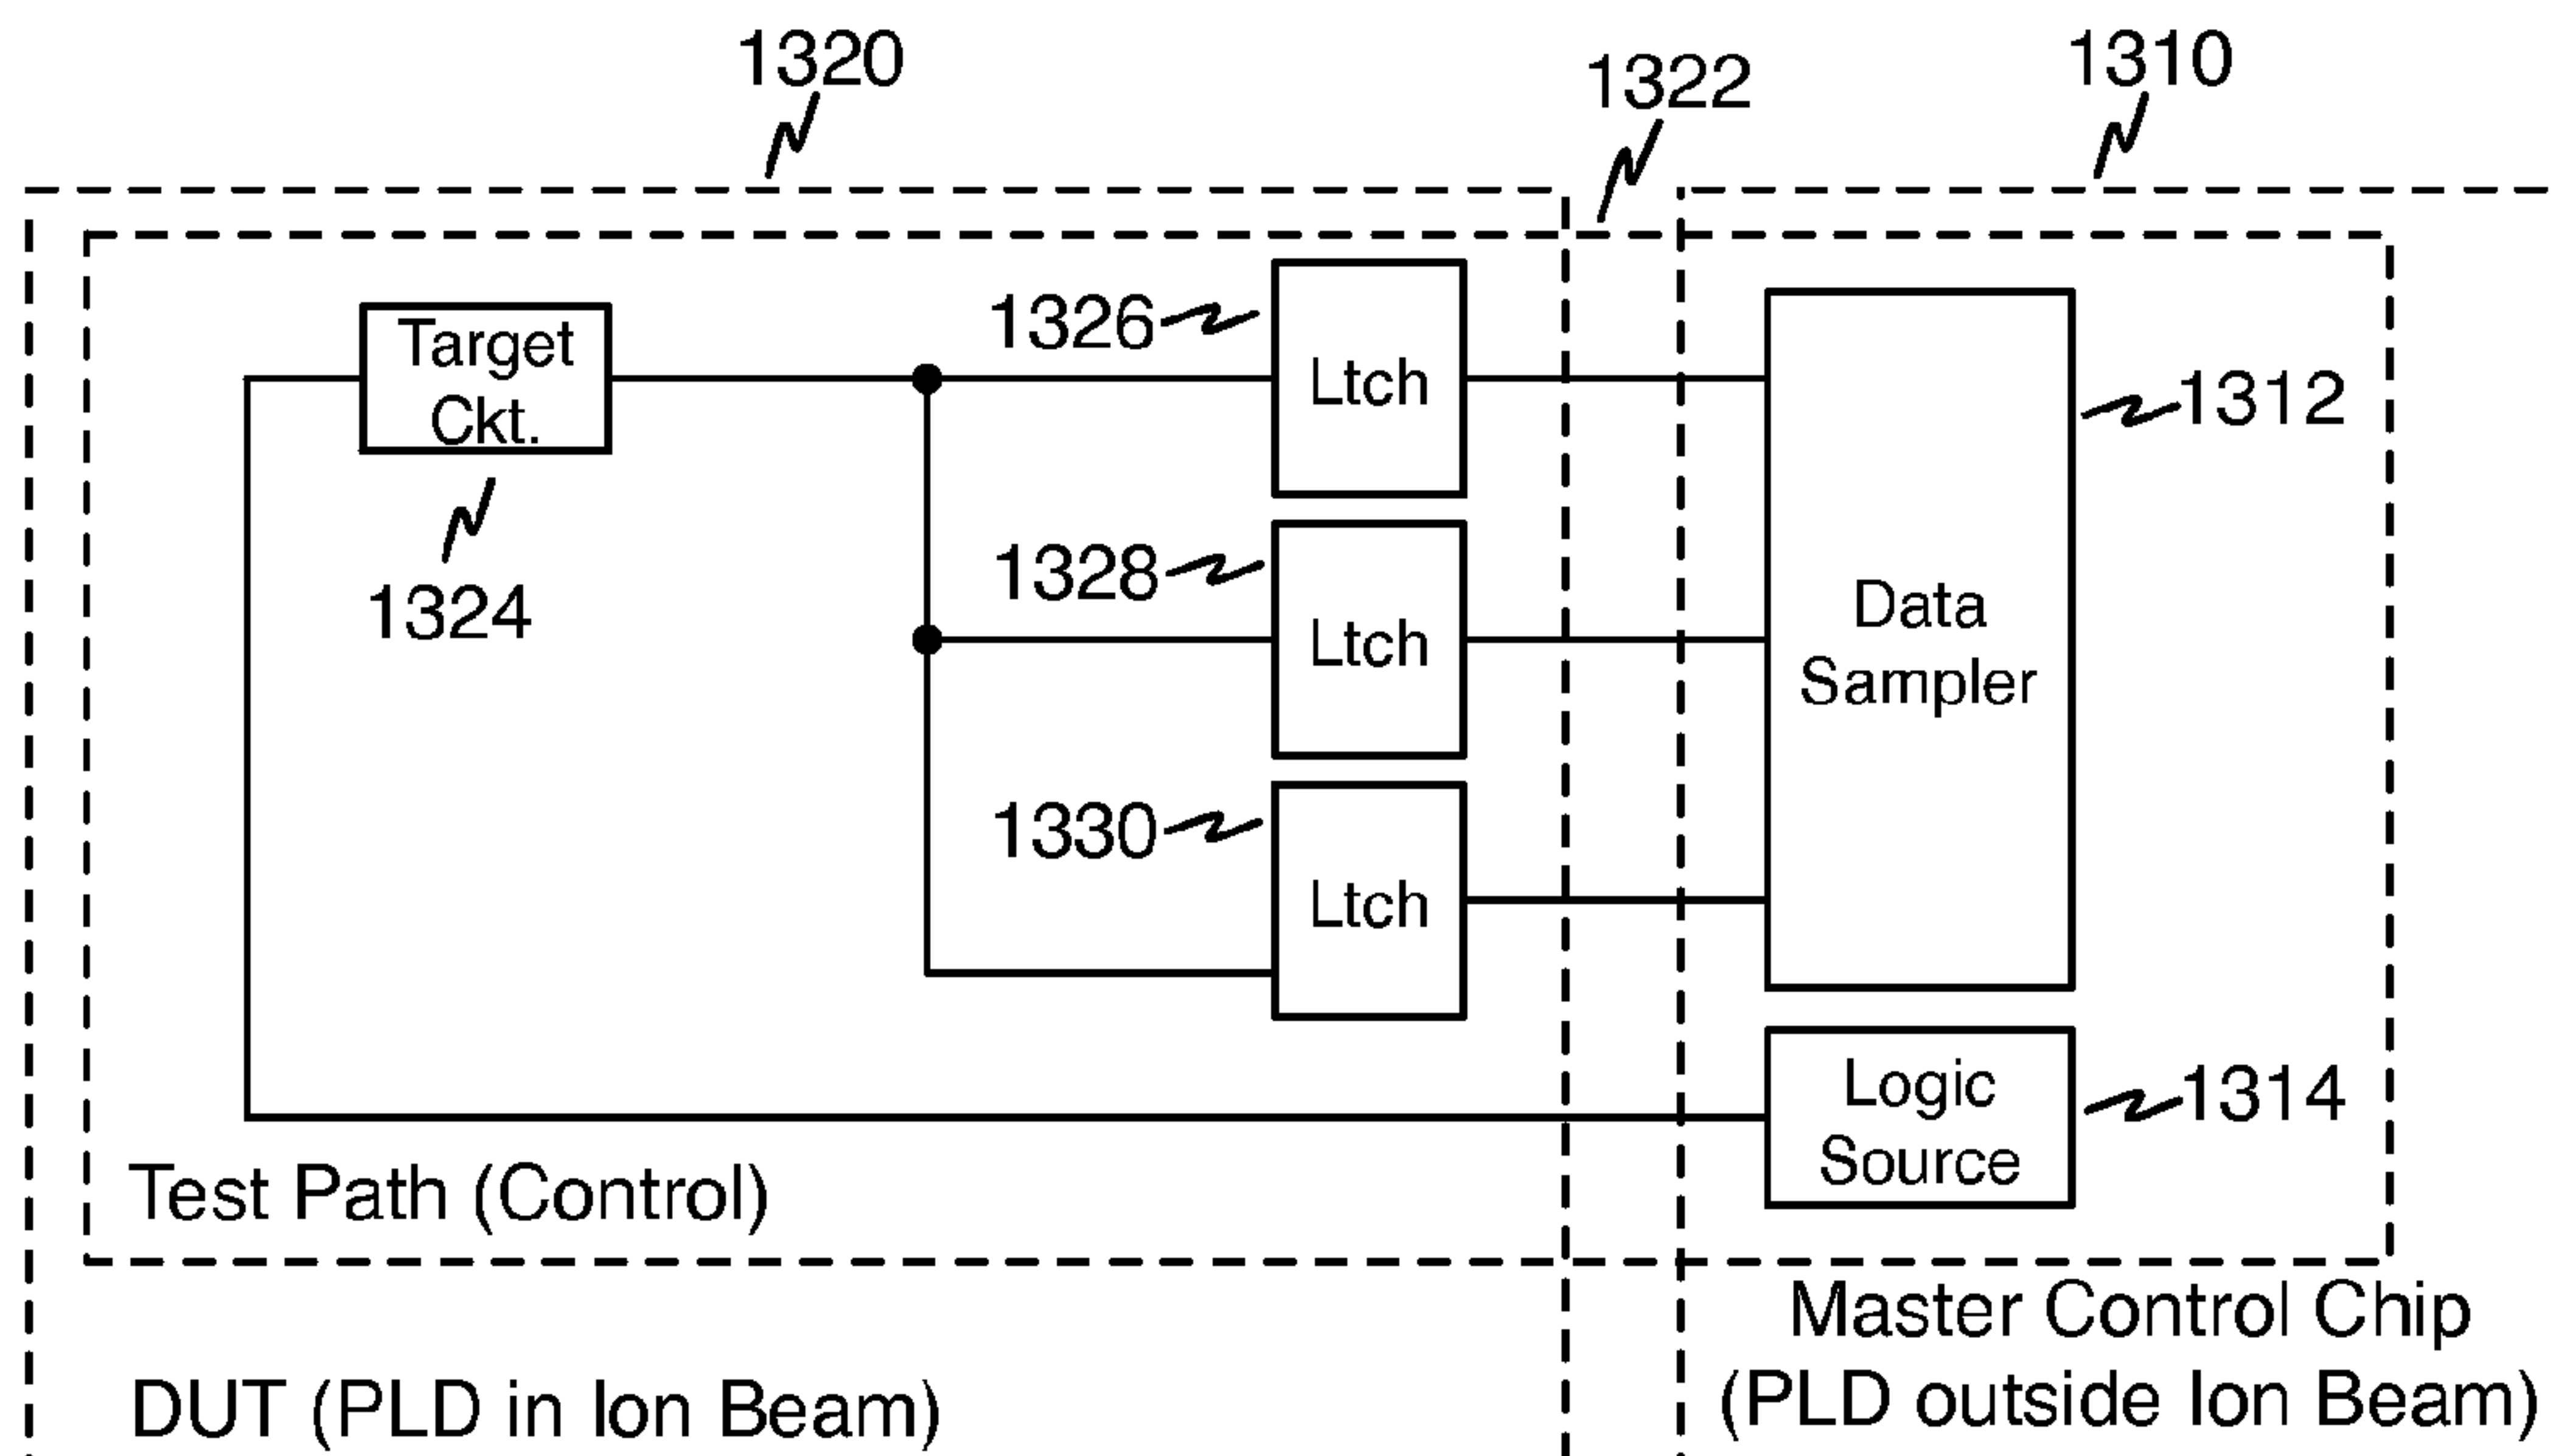 1320
1322
1310
1326
Target
Ckt.
Ltch
1312
1328
1324
Ltch
Data
Sampler
1330
Ltch
Logic
Source
1314
Test Path (Control)
Master Control Chip
(PLD outside Ion Beam)
DUT (PLD in Ion Beam)